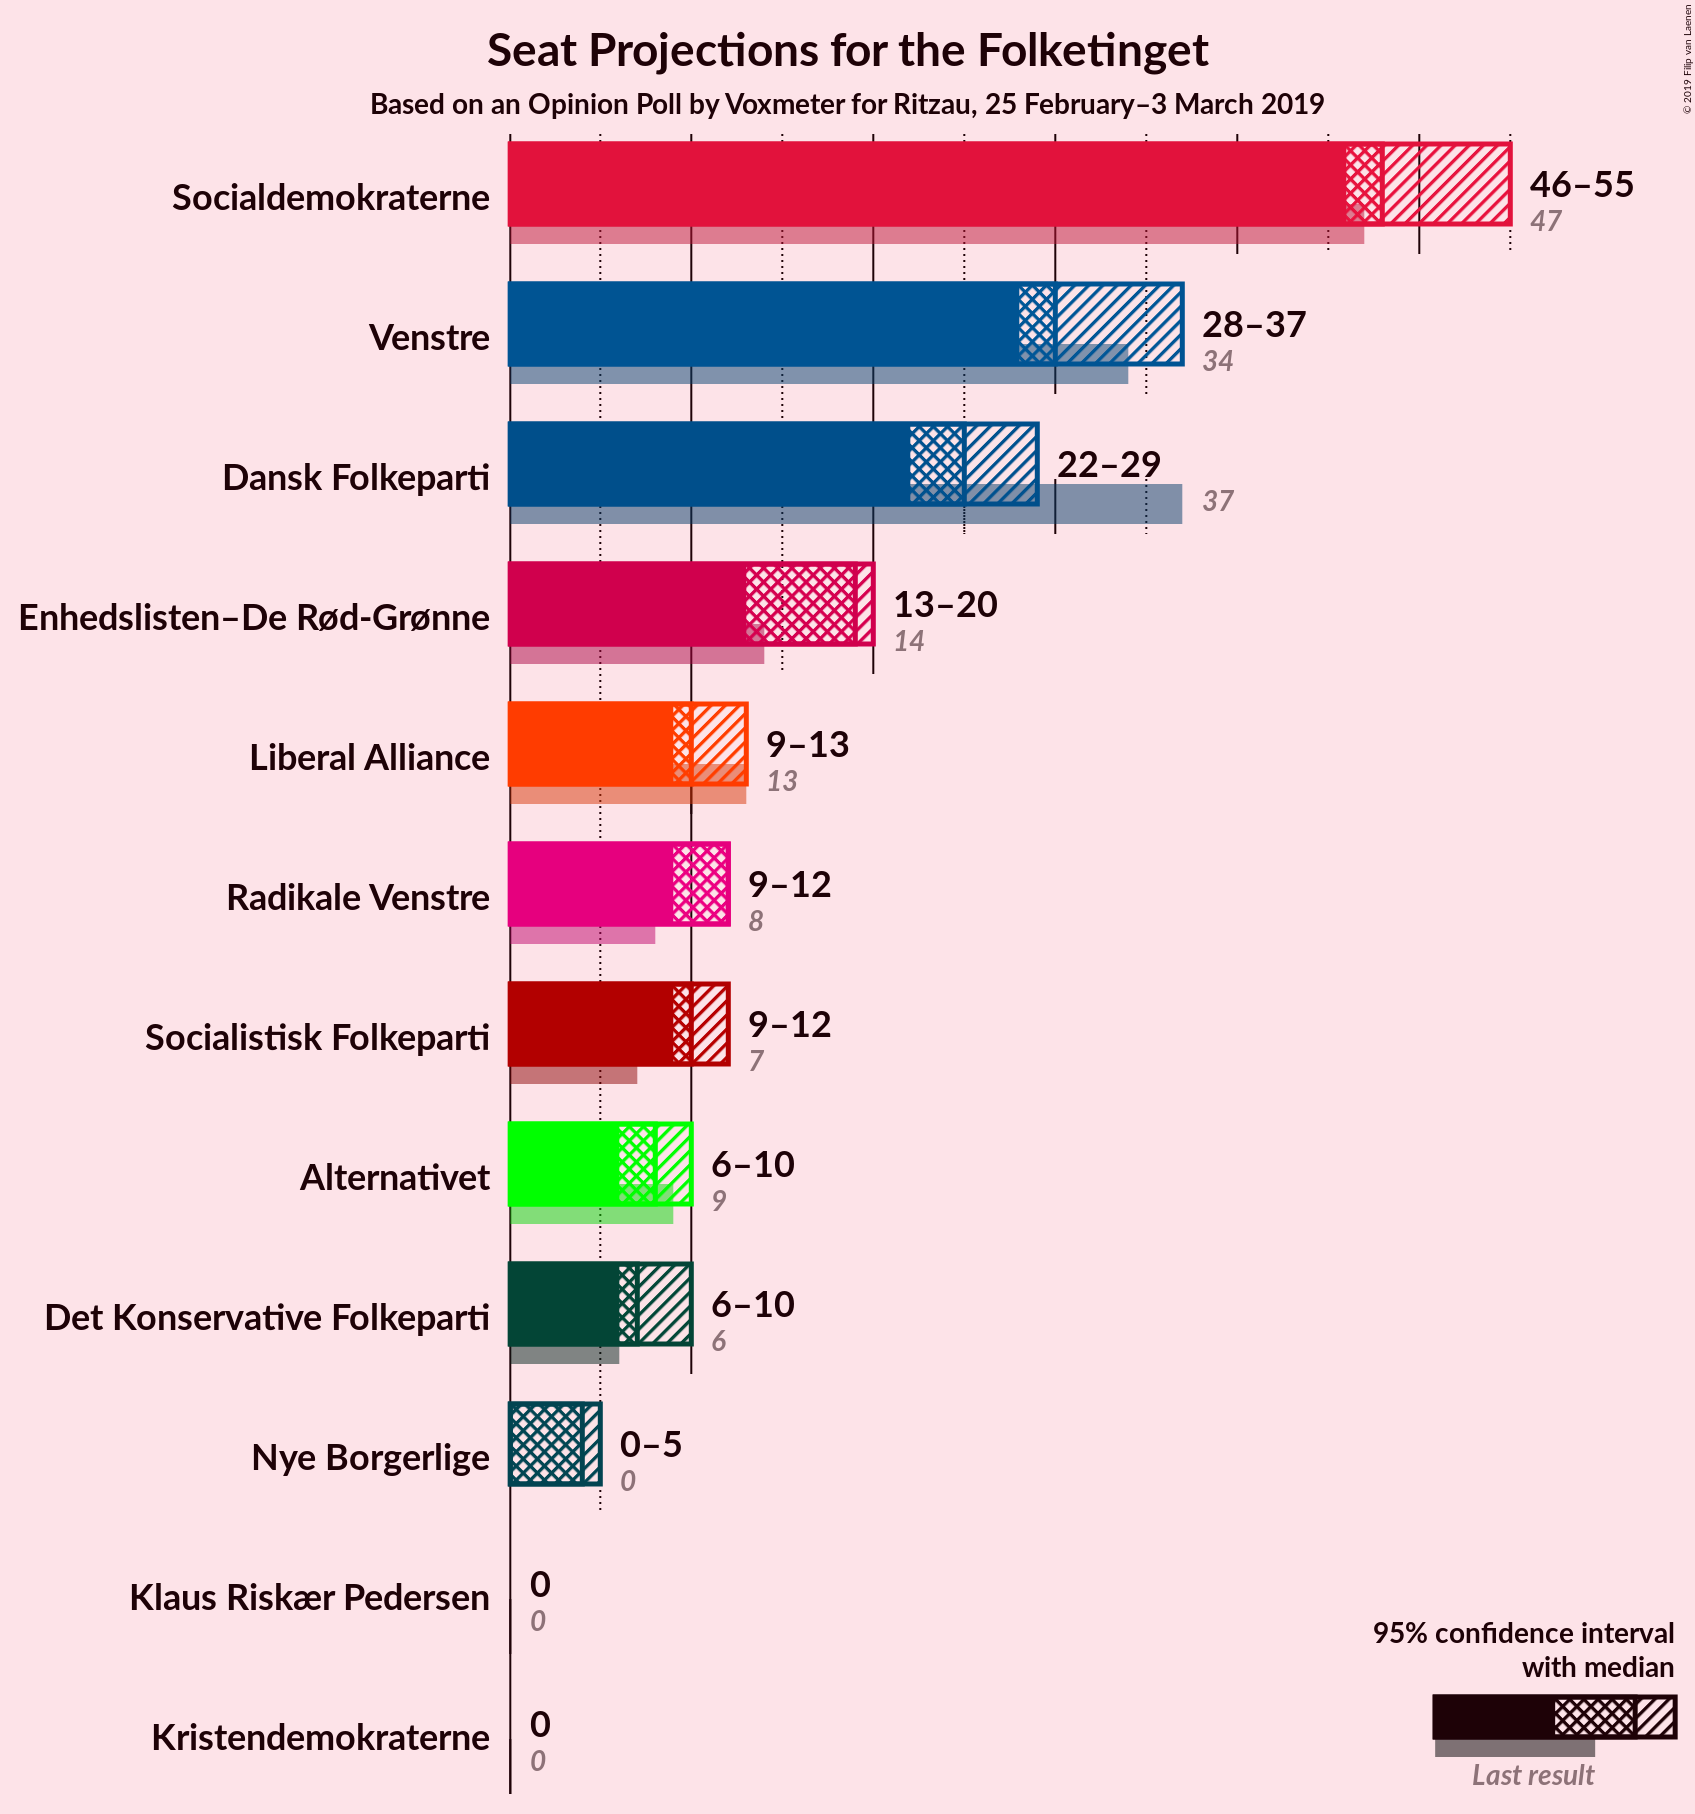 Seat Projections for the Folketinget
Based on an Opinion Poll by Voxmeter for Ritzau, 25 February–3 March 2019
© 2019 Filip van Laenen
Socialdemokraterne
46–55
47
Venstre
28–37
34
Dansk Folkeparti
22–29
37
Enhedslisten–De Rød-Grønne
13–20
14
Liberal Alliance
9–13
13
Radikale Venstre
9–12
8
Socialistisk Folkeparti
9–12
7
Alternativet
6–10
9
Det Konservative Folkeparti
6–10
6
Nye Borgerlige
0–5
0
Klaus Riskær Pedersen
0
0
Kristendemokraterne
0
0
95% confidence interval
with median
Last result